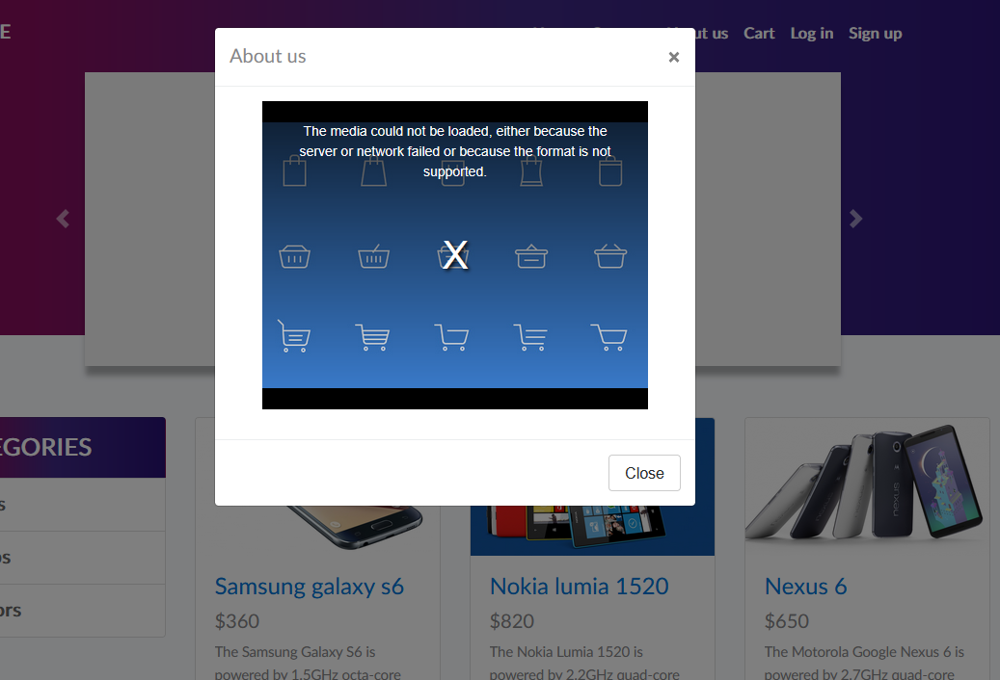 E
ut us Cart Log in Sign up
About us
×
The media could not be loaded, either because the
server or network failed or because the format is not
supported.
X
Close
EGORIES
s
os
ors
Samsung galaxy s6
$360
The Samsung Galaxy S6 is
powered by 1.5GHz octa-core
Nokia lumia 1520
$820
The Nokia Lumia 1520 is
powered by 2.2GHz quad-core
nexus
Nexus 6
$650
The Motorola Google Nexus 6 is
powered by 2.7GHz quad-core